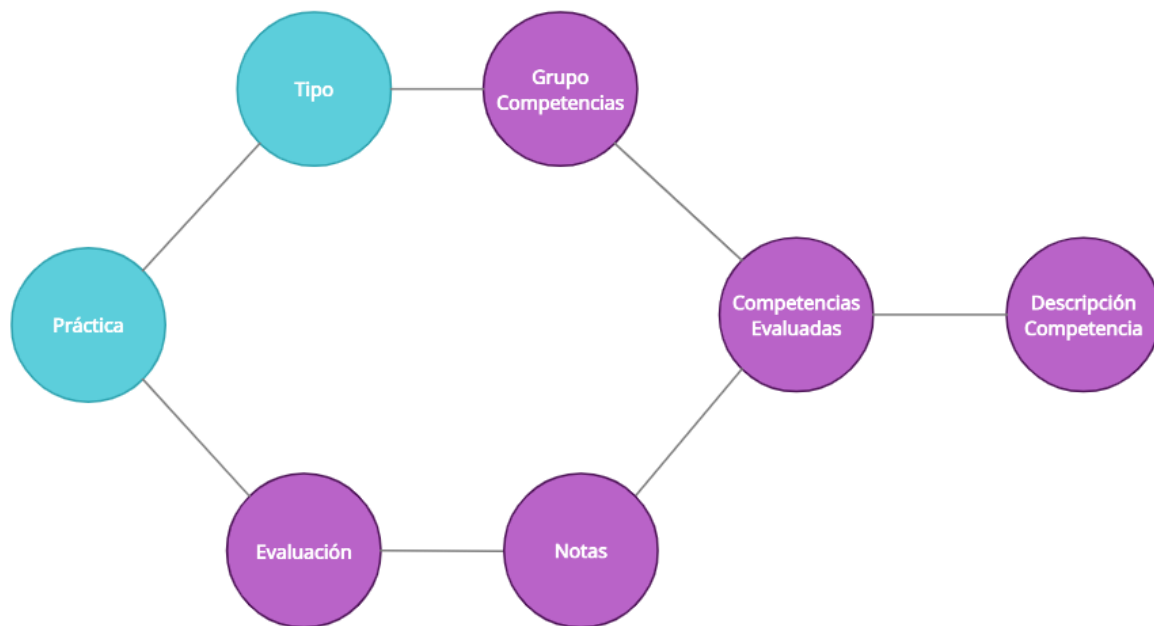 Tipo
Grupo
Competencias
Práctica
Competencias
Evaluadas
Descripción
Competencia
Evaluación
Notas